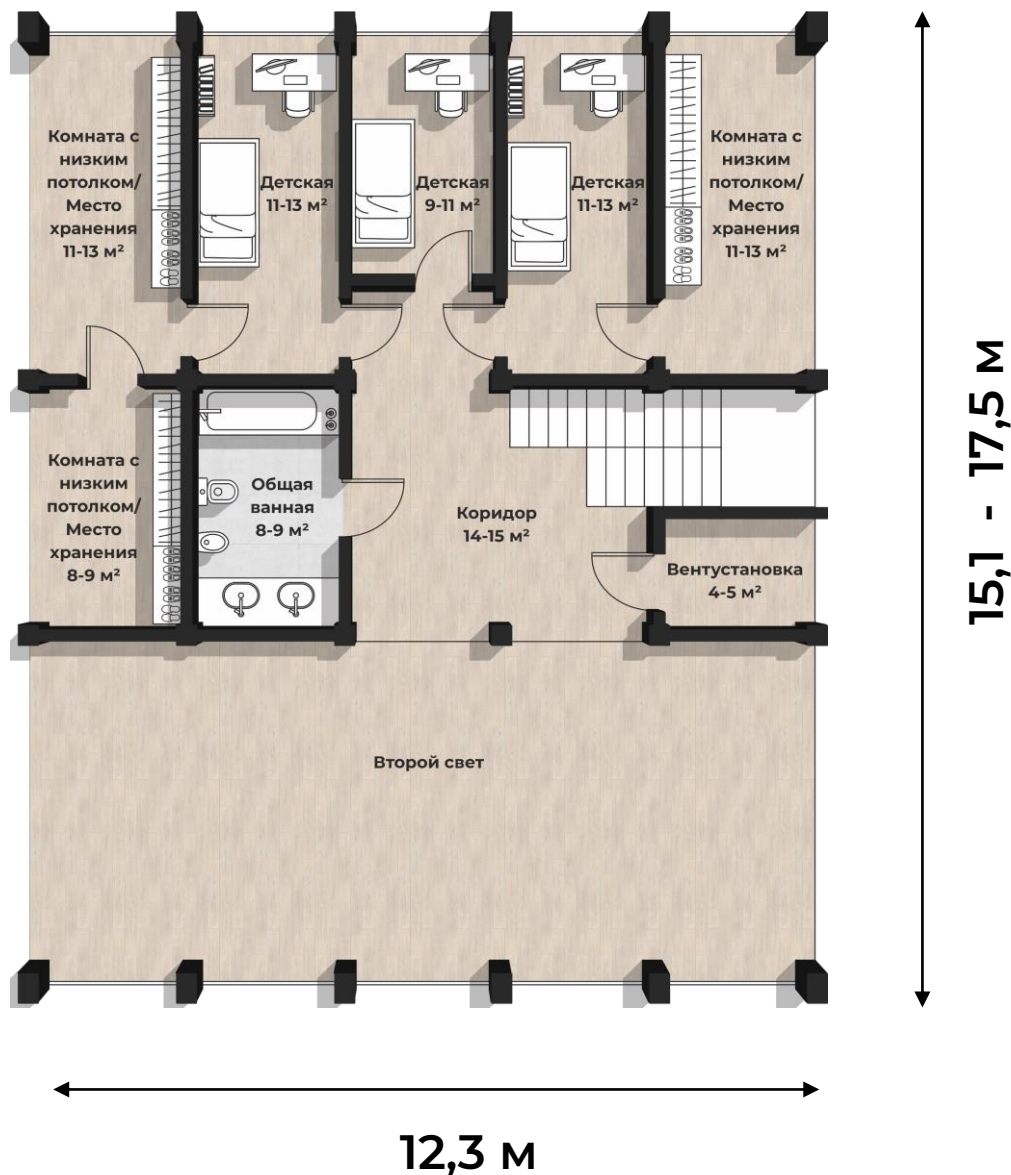 Комната с
низким
потолком/
Место
хранения
11-13 м²
Детская
11-13 м²
Детская
9-11 м²
Детская
11-13 м²
Комната с
низким
потолком/
Место
хранения
11-13 м²
Комната с
низким
потолком/
Место
хранения
8-9 м²
Общая
ванная
8-9 м²
Коридор
14-15 м²
Вентустановка
4-5 м²
Второй свет
15,1 - 17,5 м
12,3 м